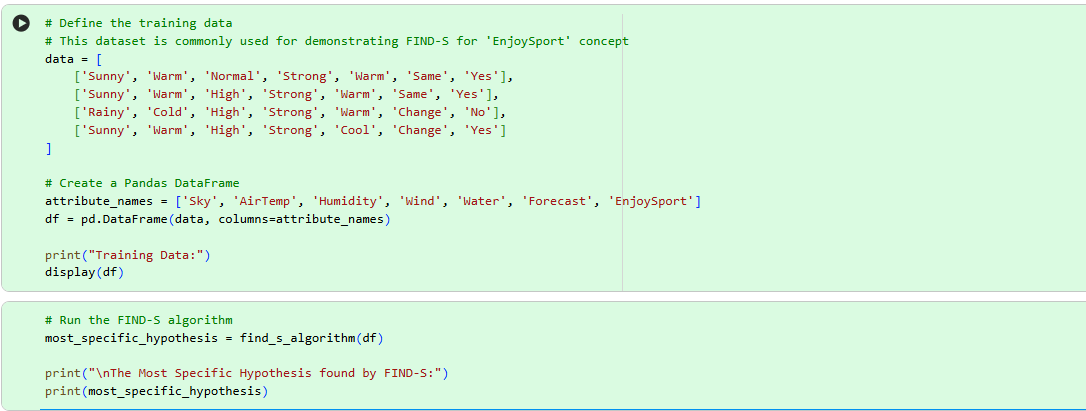 # Define the training data
# This dataset is commonly used for demonstrating FIND-S for 'EnjoySport' concept
data = [
    ['Sunny', 'Warm', 'Normal', 'Strong', 'Warm', 'Same', 'Yes'],
    ['Sunny', 'Warm', 'High', 'Strong', 'Warm', 'Same', 'Yes'],
    ['Rainy', 'Cold', 'High', 'Strong', 'Warm', 'Change', 'No'],
    ['Sunny', 'Warm', 'High', 'Strong', 'Cool', 'Change', 'Yes']
]
# Create a Pandas DataFrame
attribute_names = ['Sky', 'AirTemp', 'Humidity', 'Wind', 'Water', 'Forecast', 'EnjoySport']
df = pd.DataFrame(data, columns=attribute_names)
print("Training Data:")
display(df)
# Run the FIND-S algorithm
most_specific_hypothesis = find_s_algorithm(df)
print("\nThe Most Specific Hypothesis found by FIND-S:")
print(most_specific_hypothesis)